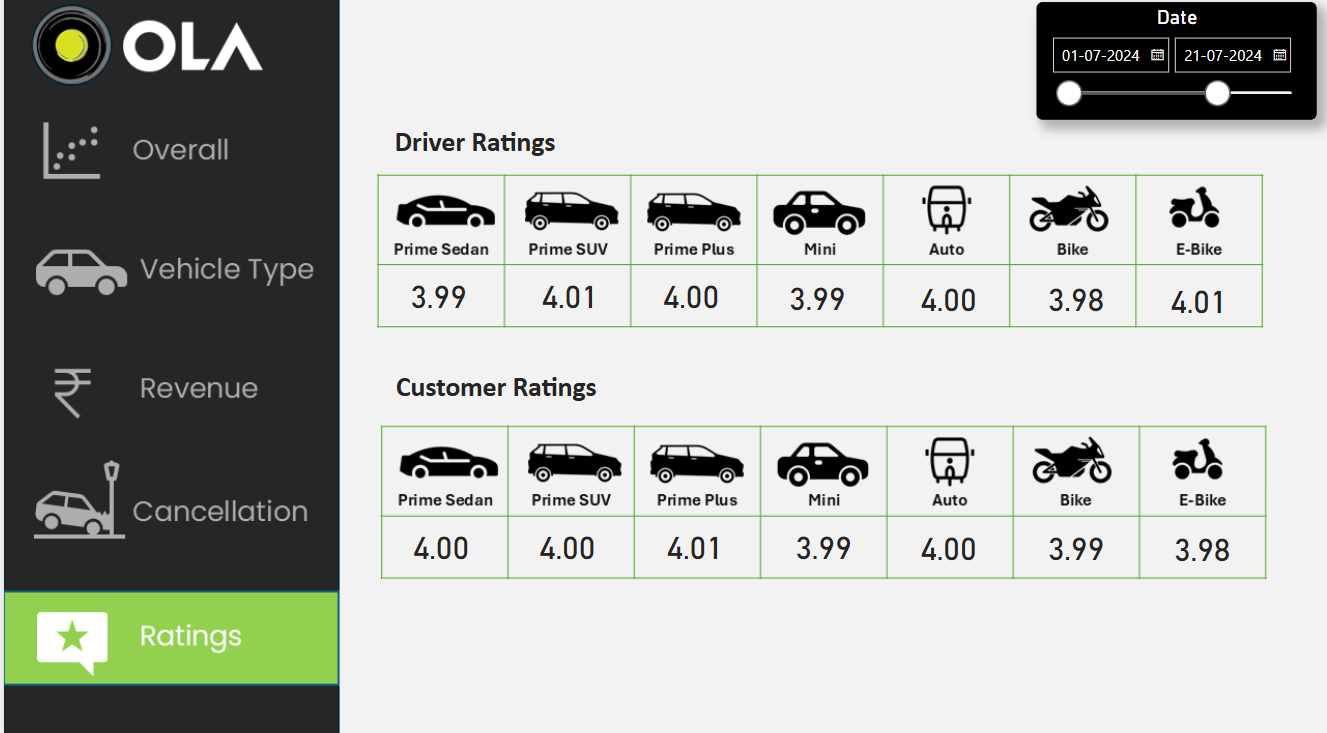 OLA
Date
01-07-2024 21-07-2024
Overall
Vehicle Type
Revenue
Cancellation
Ratings
Driver Ratings
Prime Sedan Prime SUV Prime Plus Mini Auto Bike E-Bike
3.99 4.01 4.00 3.99 4.00 3.98 4.01
Customer Ratings
Prime Sedan Prime SUV Prime Plus Mini Auto Bike E-Bike
4.00 4.00 4.01 3.99 4.00 3.99 3.98